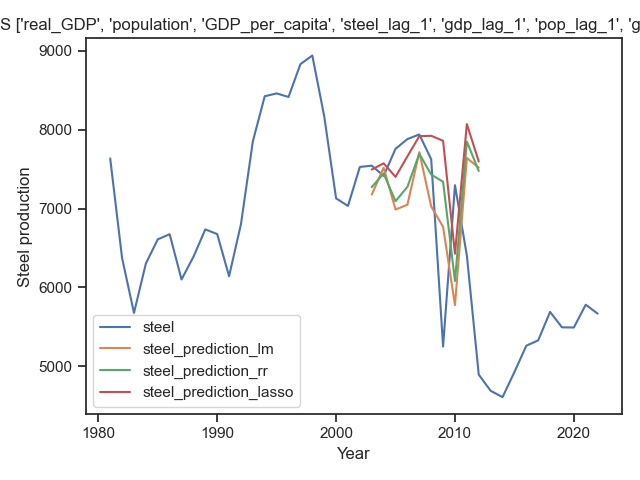 S ['real_GDP', 'population', 'GDP_per_capita', 'steel_lag_1', 'gdp_lag_1', 'pop_lag_1', 'g
9000
8000
7000
6000
5000
Steel production
steel
steel_prediction_lm
steel_prediction_rr
steel_prediction_lasso
1980
1990
2000
2010
2020
Year